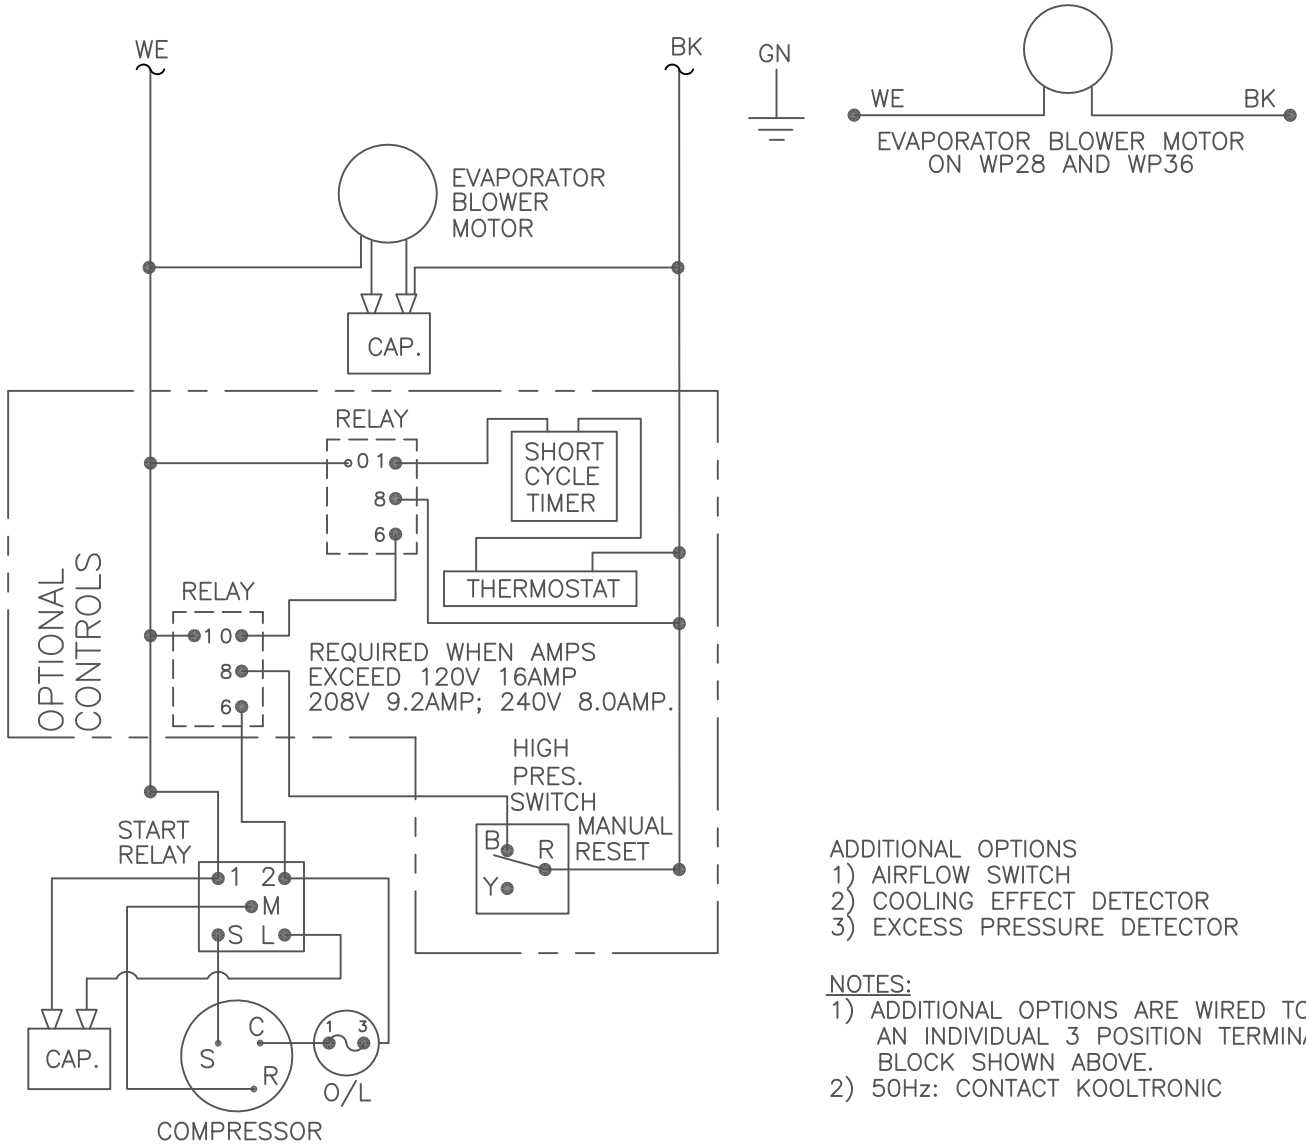 WE
BK
GN
WE
BK
EVAPORATOR BLOWER MOTOR
ON WP28 AND WP36
EVAPORATOR
BLOWER
MOTOR
CAP.
RELAY
0 1
8
6
SHORT
CYCLE
TIMER
THERMOSTAT
OPTIONAL
CONTROLS
RELAY
1 0
8
6
REQUIRED WHEN AMPS
EXCEED 120V 16AMP
208V 9.2AMP; 240V 8.0AMP.
HIGH
PRES.
SWITCH
MANUAL
RESET
B
R
Y
START
RELAY
1 2
M
S L
CAP.
C
S
R
1 3
O/L
COMPRESSOR
ADDITIONAL OPTIONS
1) AIRFLOW SWITCH
2) COOLING EFFECT DETECTOR
3) EXCESS PRESSURE DETECTOR
NOTES:
1) ADDITIONAL OPTIONS ARE WIRED TO
AN INDIVIDUAL 3 POSITION
BLOCK SHOWN ABOVE.
2) 50Hz: CONTACT KOOLTRONIC